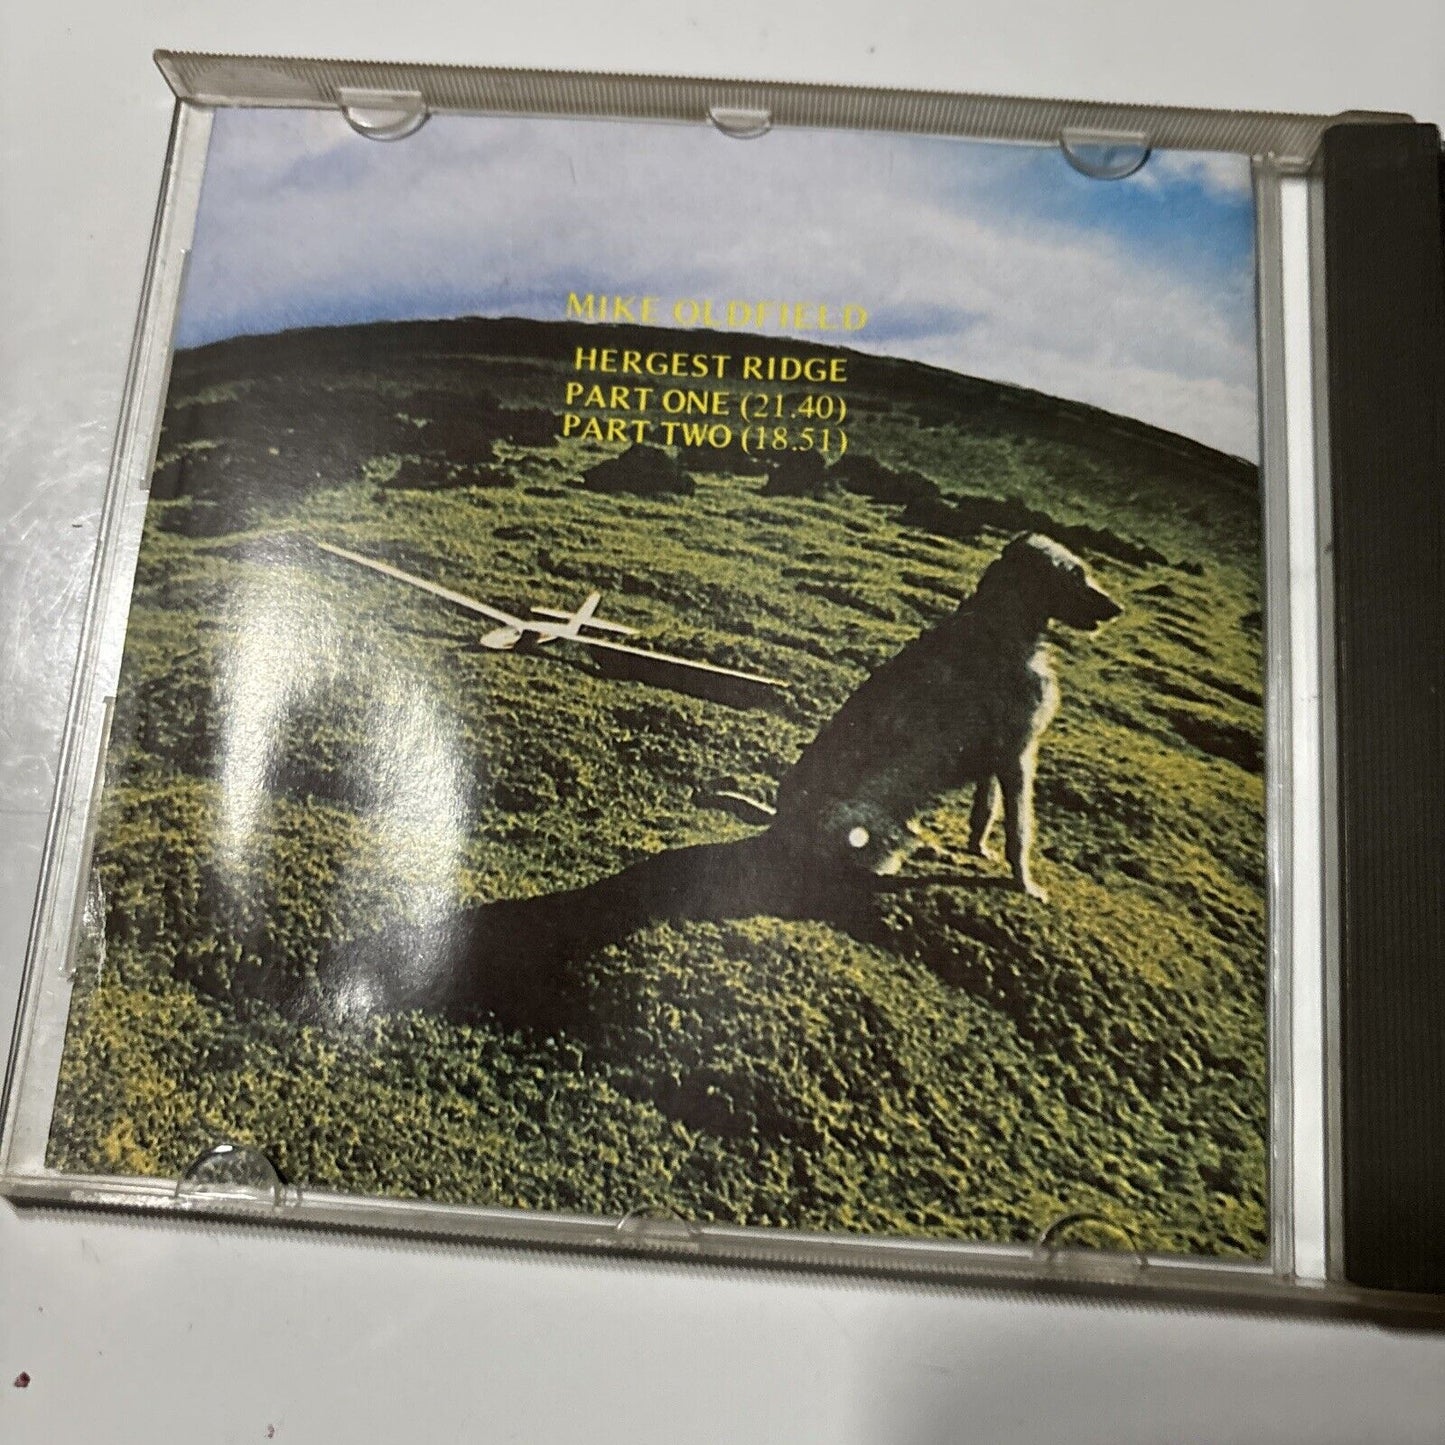 MIKE OLDFIELD
HERGEST RIDGE
PART ONE (21.40)
PART TWO (18.51)